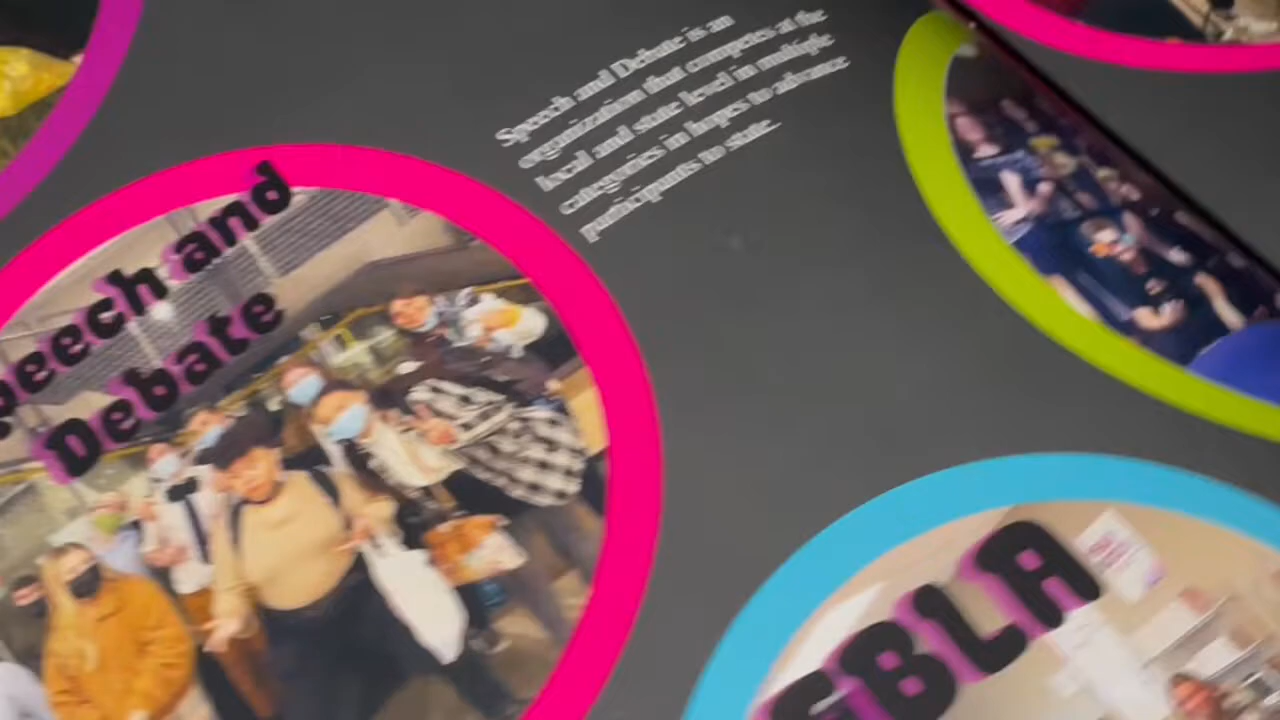 Speech and Debate is an
organization that competes at the
local and state level in multiple
categories in hopes to advance
participants to state.
peech and
Debate
FBLA